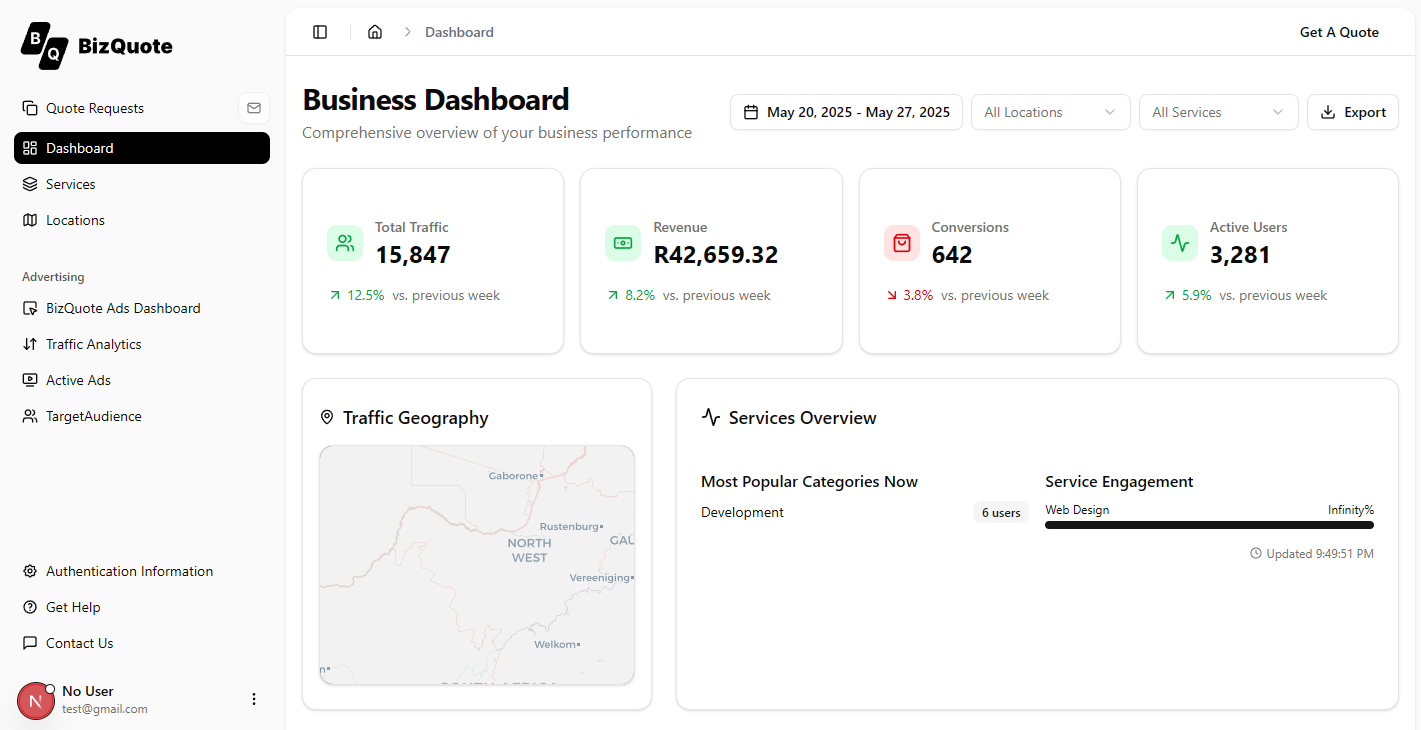 B
Q
BizQuote
Quote Requests
Dashboard
Services
Locations
Advertising
BizQuote Ads Dashboard
Traffic Analytics
Active Ads
TargetAudience
Authentication Information
Get Help
Contact Us
N
No User
test@gmail.com
Dashboard
Get A Quote
Business Dashboard
Comprehensive overview of your business performance
May 20, 2025 - May 27, 2025
All Locations
All Services
Export
Total Traffic
15,847
12.5% vs. previous week
Revenue
R42,659.32
8.2% vs. previous week
Conversions
642
3.8% vs. previous week
Active Users
3,281
5.9% vs. previous week
Traffic Geography
Gaborone
Rustenburg
NORTH
WEST
GAU
Vereeniging
Welkom
n
SOUTH AFRICA
Services Overview
Most Popular Categories Now
Development
6 users
Service Engagement
Web Design
Infinity%
Updated 9:49:51 PM